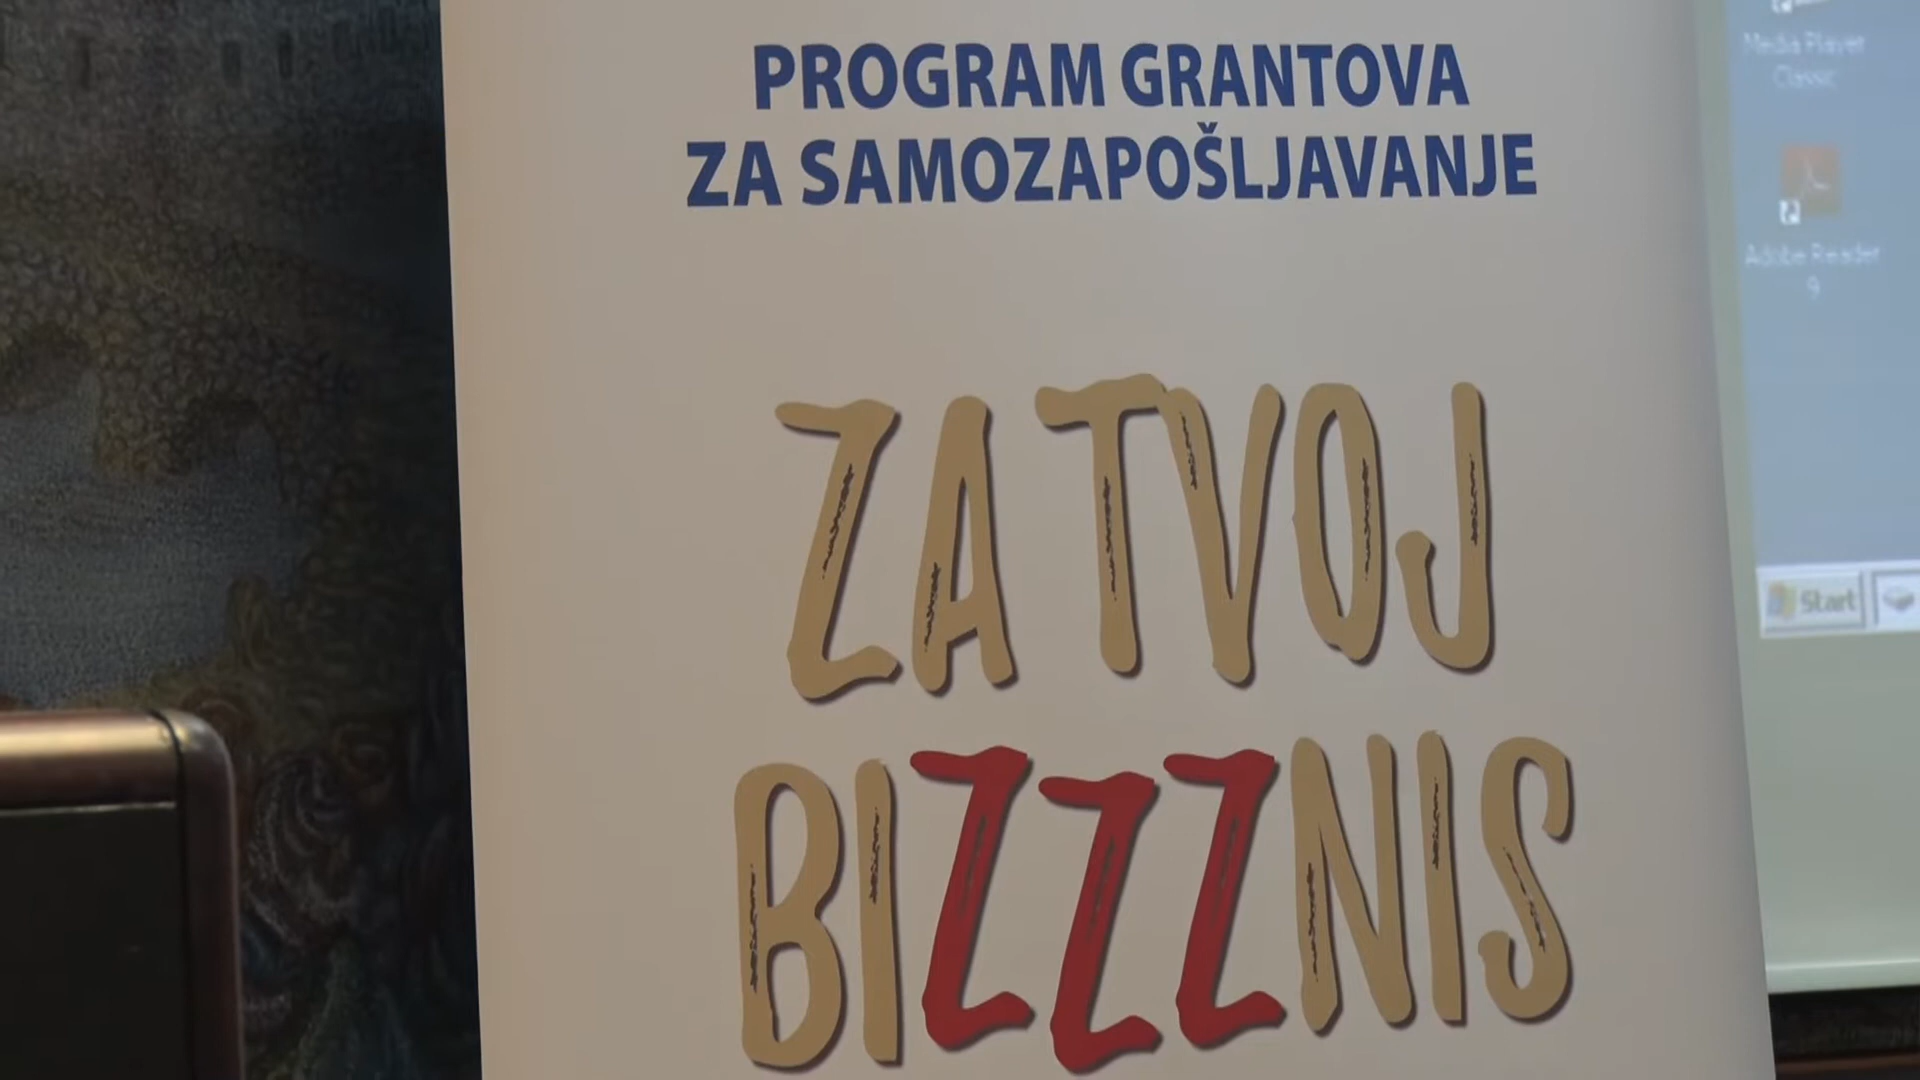 PROGRAM GRANTOVA
ZA SAMOZAPOŠLJAVANJE
ZA TVOJ
BIZZZNIS
Media Player
Classic
Adobe Reader
9
Start